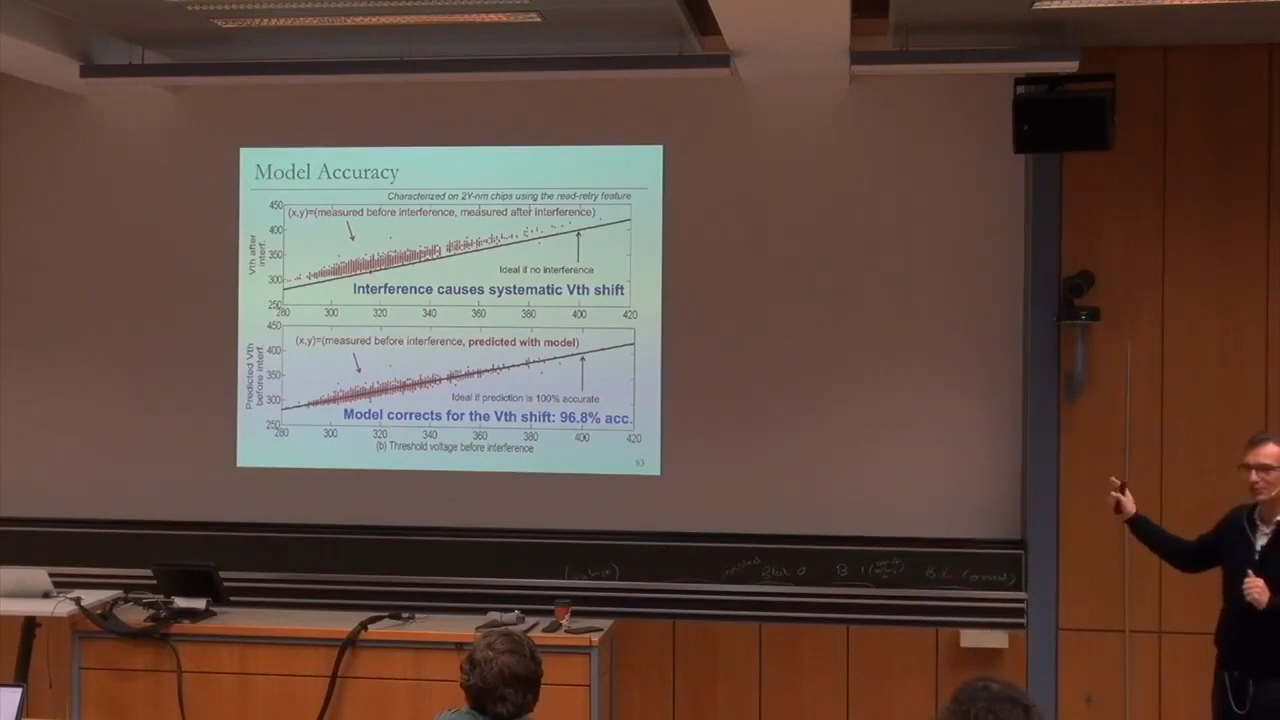 Model Accuracy
Characterized on 2Y-nm chips using the read-retry feature
450
(x,y)=(measured before interference, measured after interference)
400
350
Vth after
interf.
300
250
Ideal if no interference
Interference causes systematic Vth shift
280 300 320 340 360 380 400 420
450
(x,y)=(measured before interference, predicted with model)
400
350
Predicted Vth
before interf.
300
250
Ideal if prediction is 100% accurate
Model corrects for the Vth shift: 96.8% acc.
280 300 320 340 360 380 400 420
(b) Threshold voltage before interference
83
Block 0